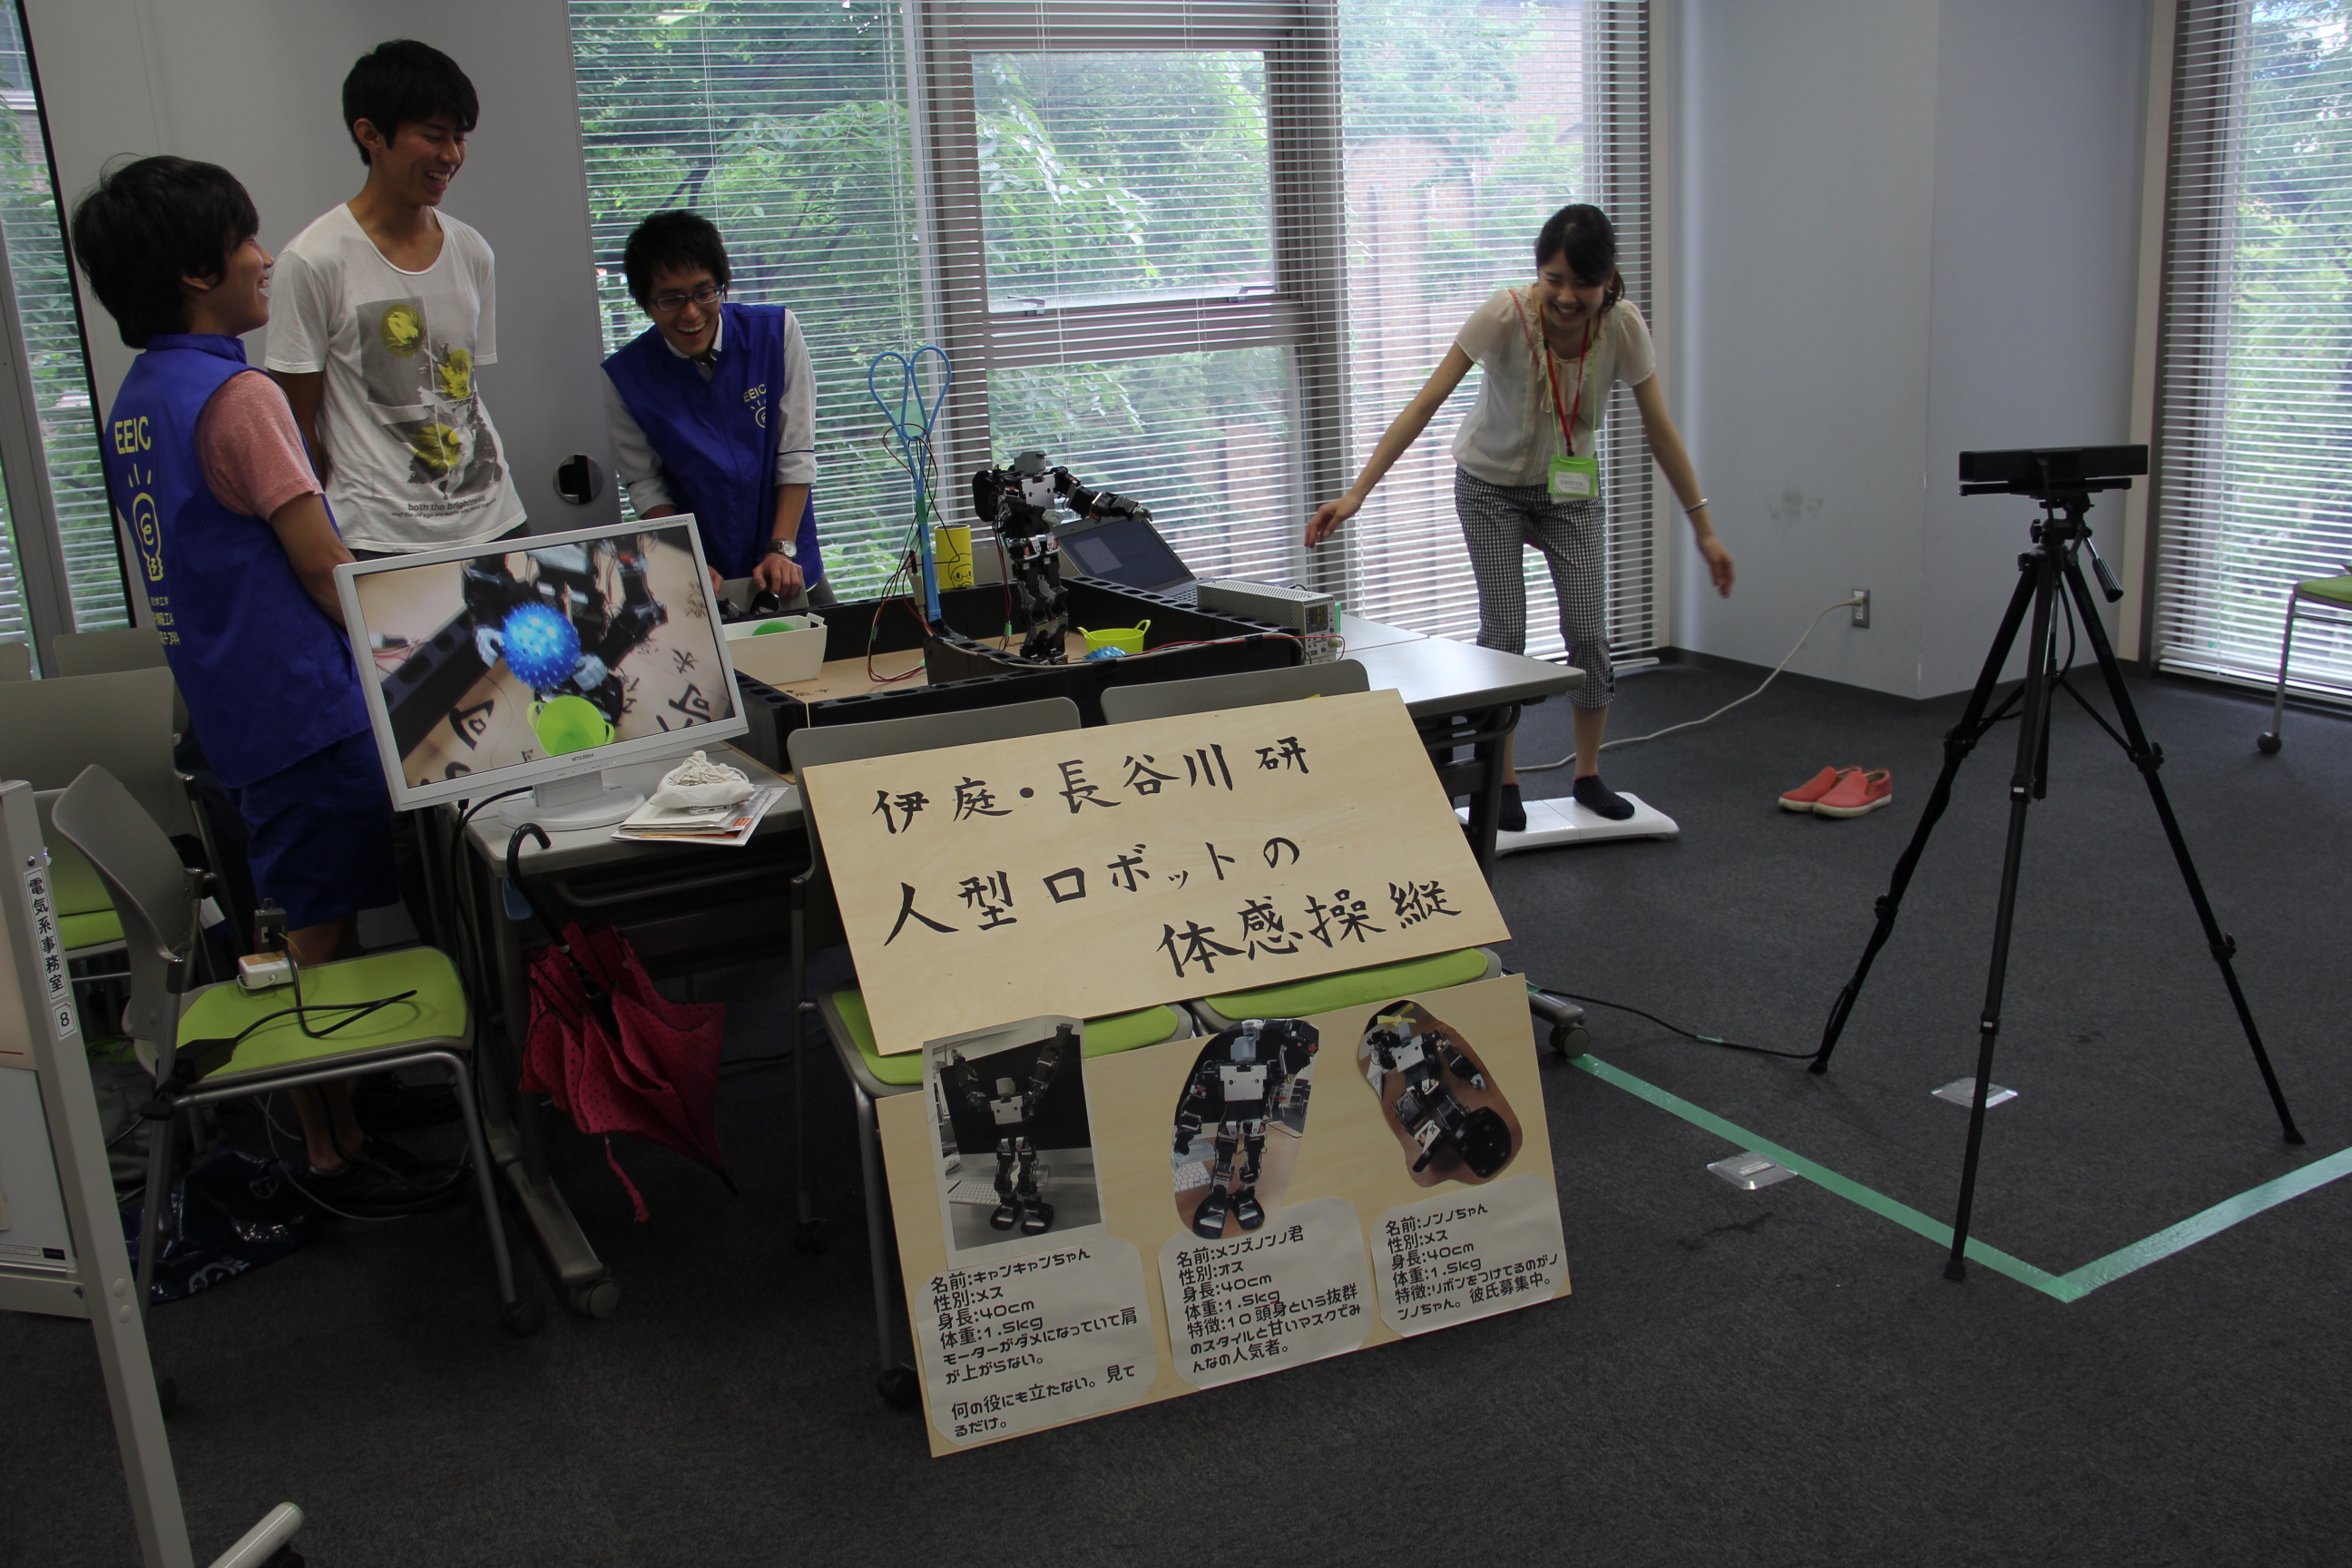 EEIC
both the brightness
EEIC
MITSUBISHI
電気系事務室
8
伊庭・長谷川 研
人型ロボットの
体感操縦
名前:キャンキャンちゃん
性別:メス
身長:40cm
体重:1.5kg
モーターがダメになっていて肩
が上がらない。
何の役にも立たない。見て
るだけ。
名前:メンズノンノ君
性別:オス
身長:40cm
体重:1.5kg
特徴:10頭身という抜群
のスタイルと甘いマスクでみ
んなの人気者。
名前:ノンノちゃん
性別:メス
身長:40cm
体重:1.5kg
特徴:リボンをつけてるのがノ
ンノちゃん。彼氏募集中。